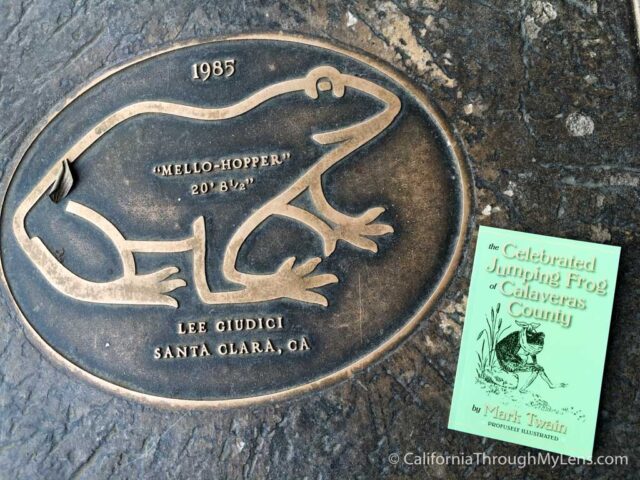 1985
"MELLO-HOPPER"
20' 8½"
LEE GIUDICI
SANTA CLARA, CA
the Celebrated
Jumping Frog
of Calaveras
County
by Mark Twain
PROFUSELY ILLUSTRATED
© CaliforniaThroughMyLens.com